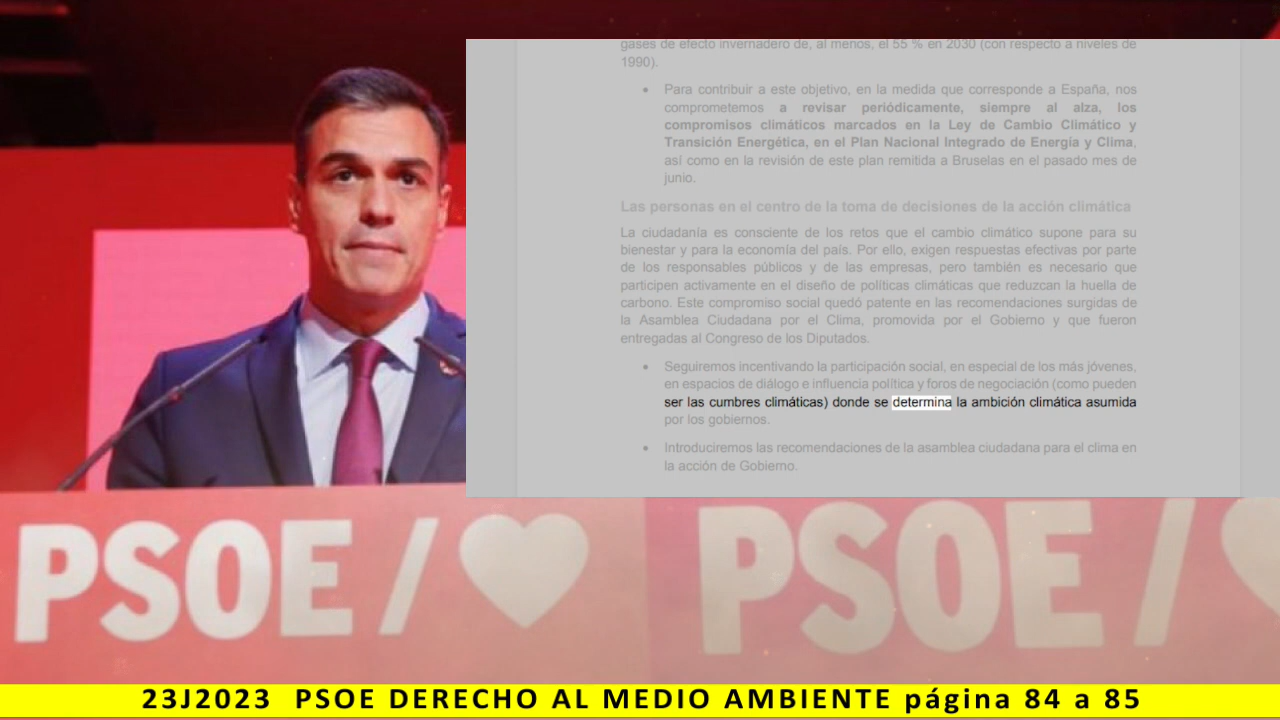 gases de efecto invernadero de, al menos, el 55 % en 2030 (con respecto a niveles de
1990).
• Para contribuir a este objetivo, en la medida que corresponde a España, nos
comprometemos a revisar periódicamente, siempre al alza, los
compromisos climáticos marcados en la Ley de Cambio Climático y
Transición Energética, en el Plan Nacional Integrado de Energía y Clima,
así como en la revisión de este plan remitida a Bruselas en el pasado mes de
junio.
Las personas en el centro de la toma de decisiones de la acción climática
La ciudadanía es consciente de los retos que el cambio climático supone para su
bienestar y para la economía del país. Por ello, exigen respuestas efectivas por parte
de los responsables públicos y de las empresas, pero también es necesario que
participen activamente en el diseño de políticas climáticas que reduzcan la huella de
carbono. Este compromiso social quedó patente en las recomendaciones surgidas de
la Asamblea Ciudadana por el Clima, promovida por el Gobierno y que fueron
entregadas al Congreso de los Diputados.
• Seguiremos incentivando la participación social, en especial de los más jóvenes,
en espacios de diálogo e influencia política y foros de negociación (como pueden
ser las cumbres climáticas) donde se determina la ambición climática asumida
por los gobiernos.
• Introduciremos las recomendaciones de la asamblea ciudadana para el clima en
la acción de Gobierno.
PSOE / PSOE /
23J2023 PSOE DERECHO AL MEDIO AMBIENTE página 84 a 85